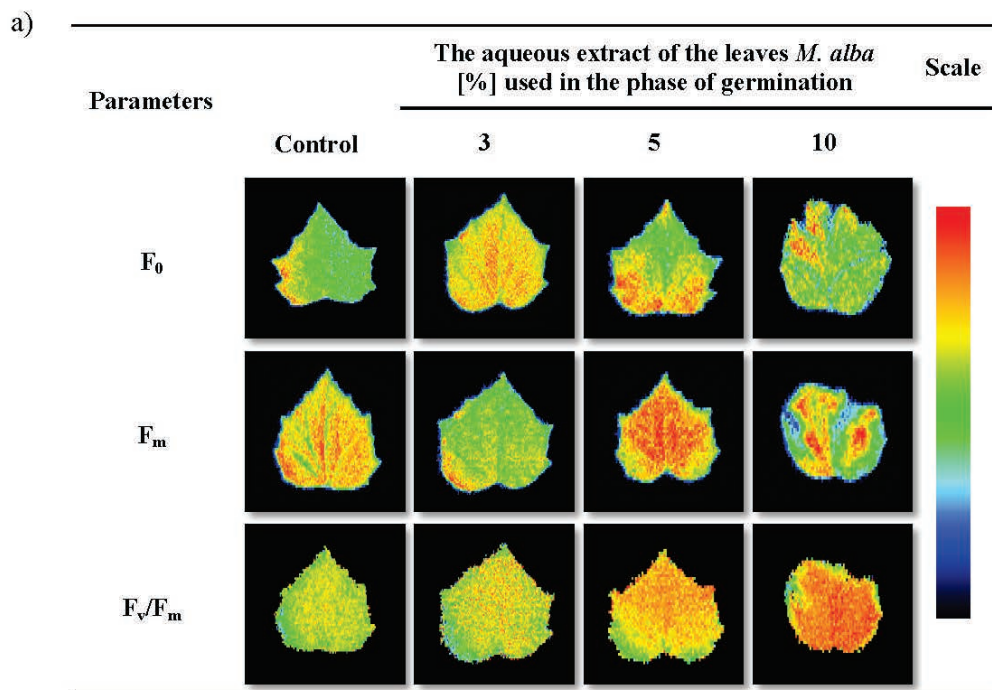 a)
The aqueous extract of the leaves M. alba
[%] used in the phase of germination
Scale
Parameters
Control
3
5
10
F₀
Fₘ
Fᵥ/Fₘ